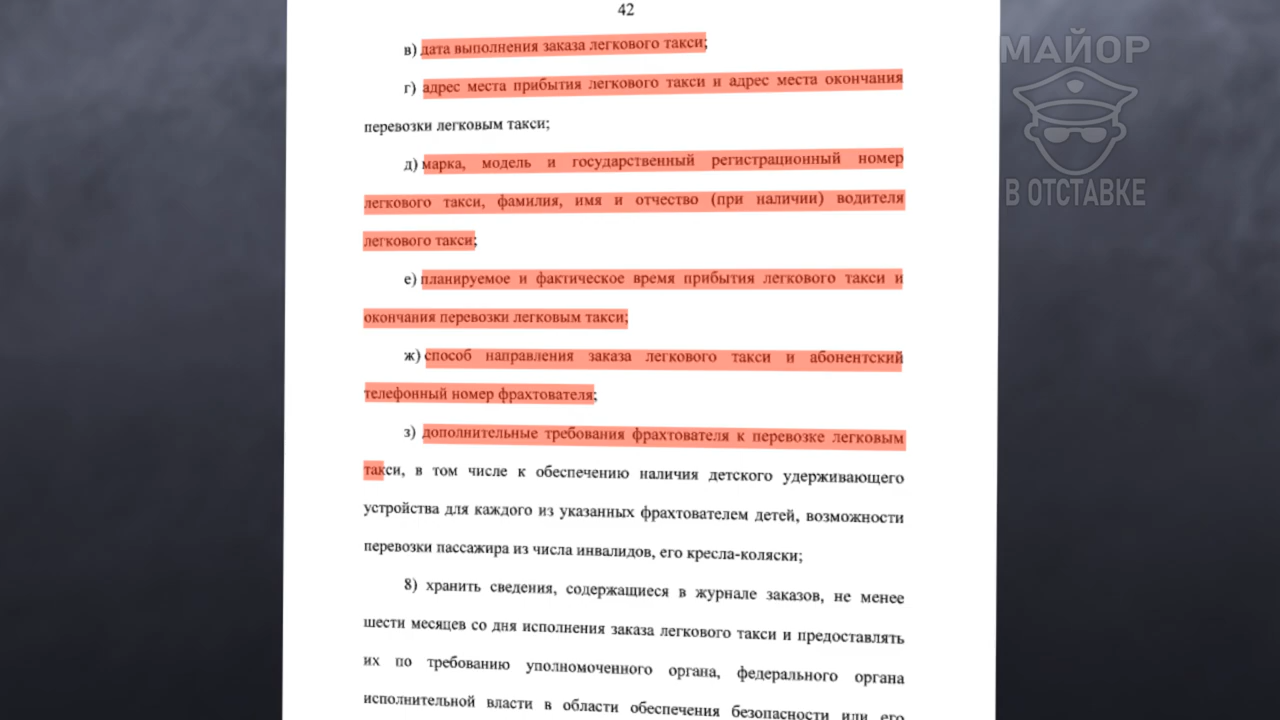 42
в) дата выполнения заказа легкового такси;
г) адрес места прибытия легкового такси и адрес места окончания
перевозки легковым такси;
д) марка, модель и государственный регистрационный номер
легкового такси, фамилия, имя и отчество (при наличии) водителя
легкового такси;
е) планируемое и фактическое время прибытия легкового такси и
окончания перевозки легковым такси;
ж) способ направления заказа легкового такси и абонентский
телефонный номер фрахтователя;
з) дополнительные требования фрахтователя к перевозке легковым
такси, в том числе к обеспечению наличия детского удерживающего
устройства для каждого из указанных фрахтователем детей, возможности
перевозки пассажира из числа инвалидов, его кресла-коляски;
8) хранить сведения, содержащиеся в журнале заказов, не менее
шести месяцев со дня исполнения заказа легкового такси и предоставлять
их по требованию уполномоченного органа, федерального органа
исполнительной власти в области обеспечения безопасности или его
МАЙОР
В ОТСТАВКЕ